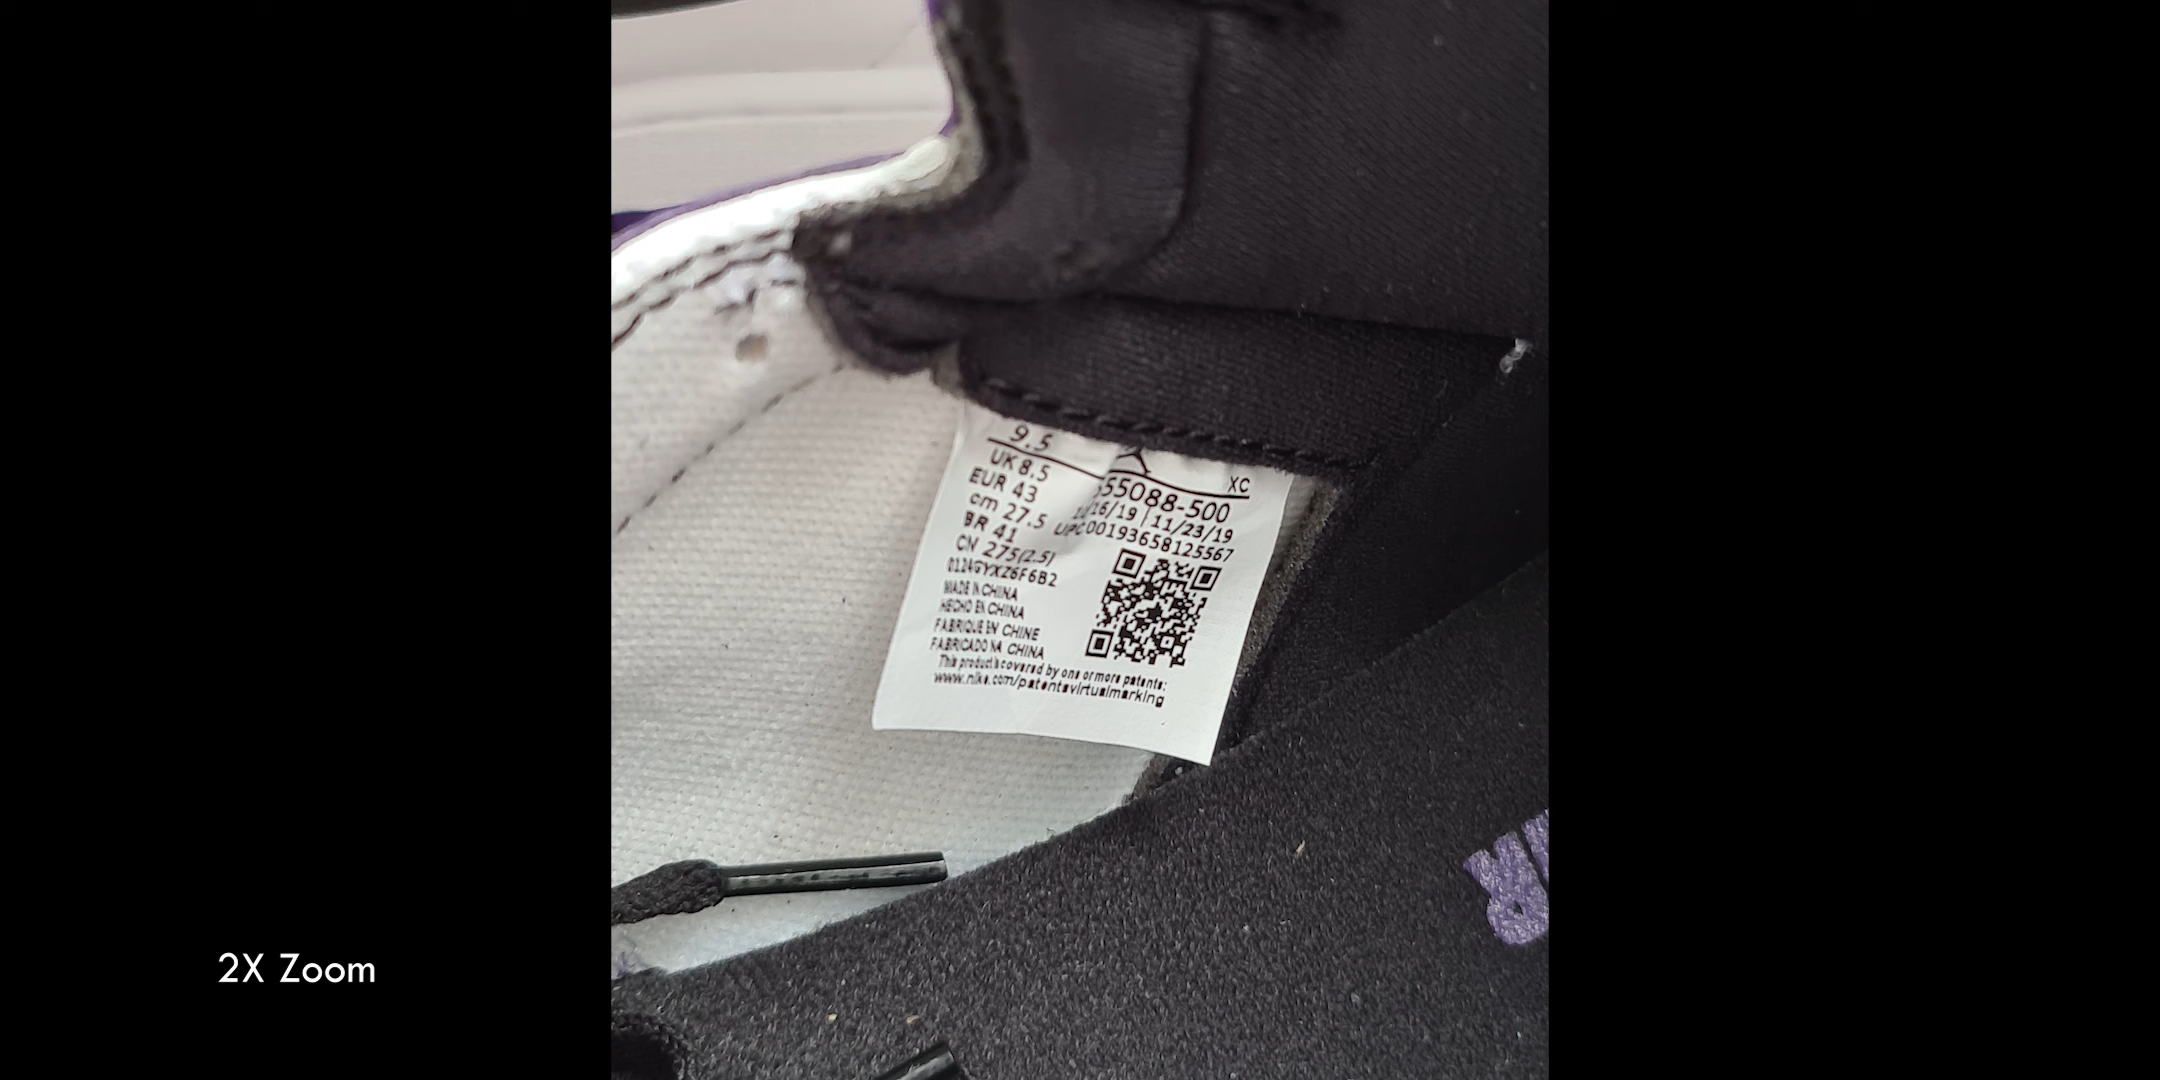 9.5
UK 8.5
EUR 43
cm 27.5
BR 41
CN 275(2.5)
0124GYXZ6F6B2
MADE IN CHINA
HECHO EN CHINA
FABRIQUE EN CHINE
FABRICADO NA CHINA
XC
55088-500
16/19 11/23/19
UPC00193658125567
This product is covered by one or more patents:
www.nike.com/patentsvirtualmarking
2X Zoom